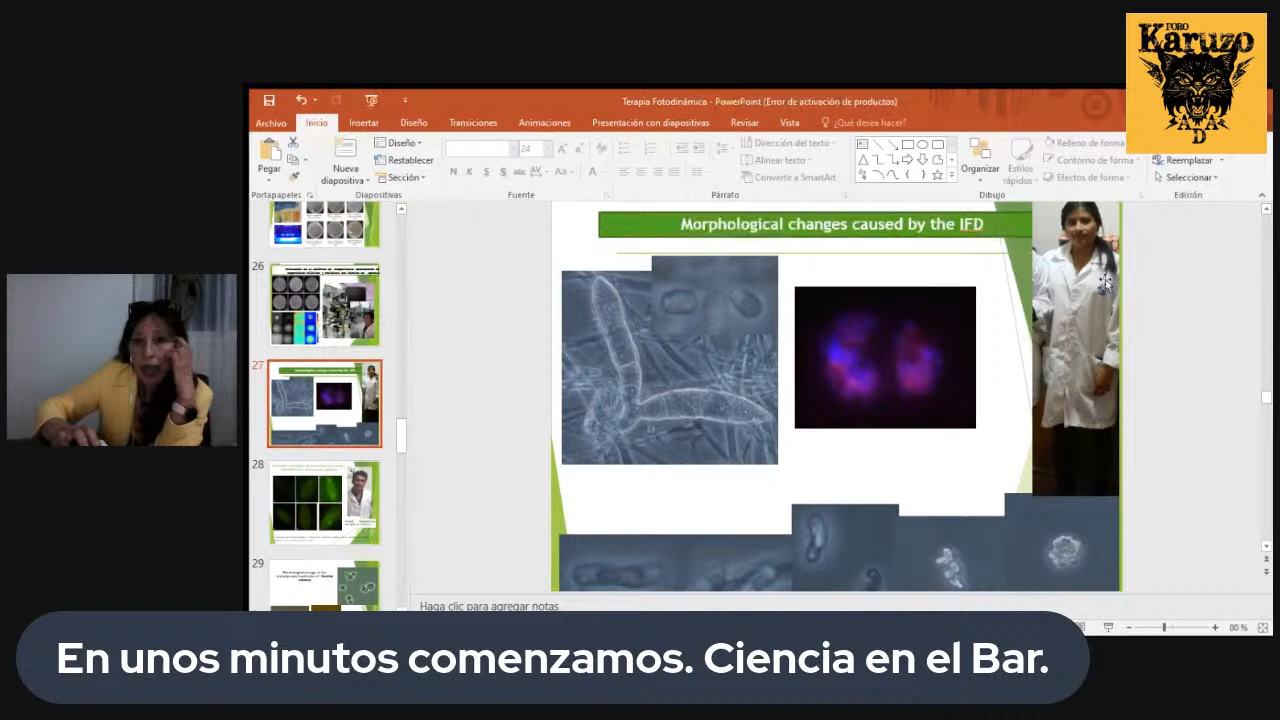 FORO
Karuzo
Terapia Fotodinámica - PowerPoint (Error de activación de productos)
Archivo
Inicio
Insertar
Diseño
Transiciones
Animaciones
Presentación con diapositivas
Revisar
Vista
¿Qué desea hacer?
Pegar
Nueva
diapositiva
Diseño
Restablecer
Sección
24
N K S S abc AV Aa A
Dirección del texto
Alinear texto
Convertir a SmartArt
Organizar
Estilos
rápidos
Relleno de forma
Contorno de forma
Efectos de forma
Reemplazar
Seleccionar
Portapapeles
Diapositivas
Fuente
Párrafo
Dibujo
Edición
26
27
28
29
Morphological changes caused by the IFD
Haga clic para agregar notas
80 %
En unos minutos comenzamos. Ciencia en el Bar.